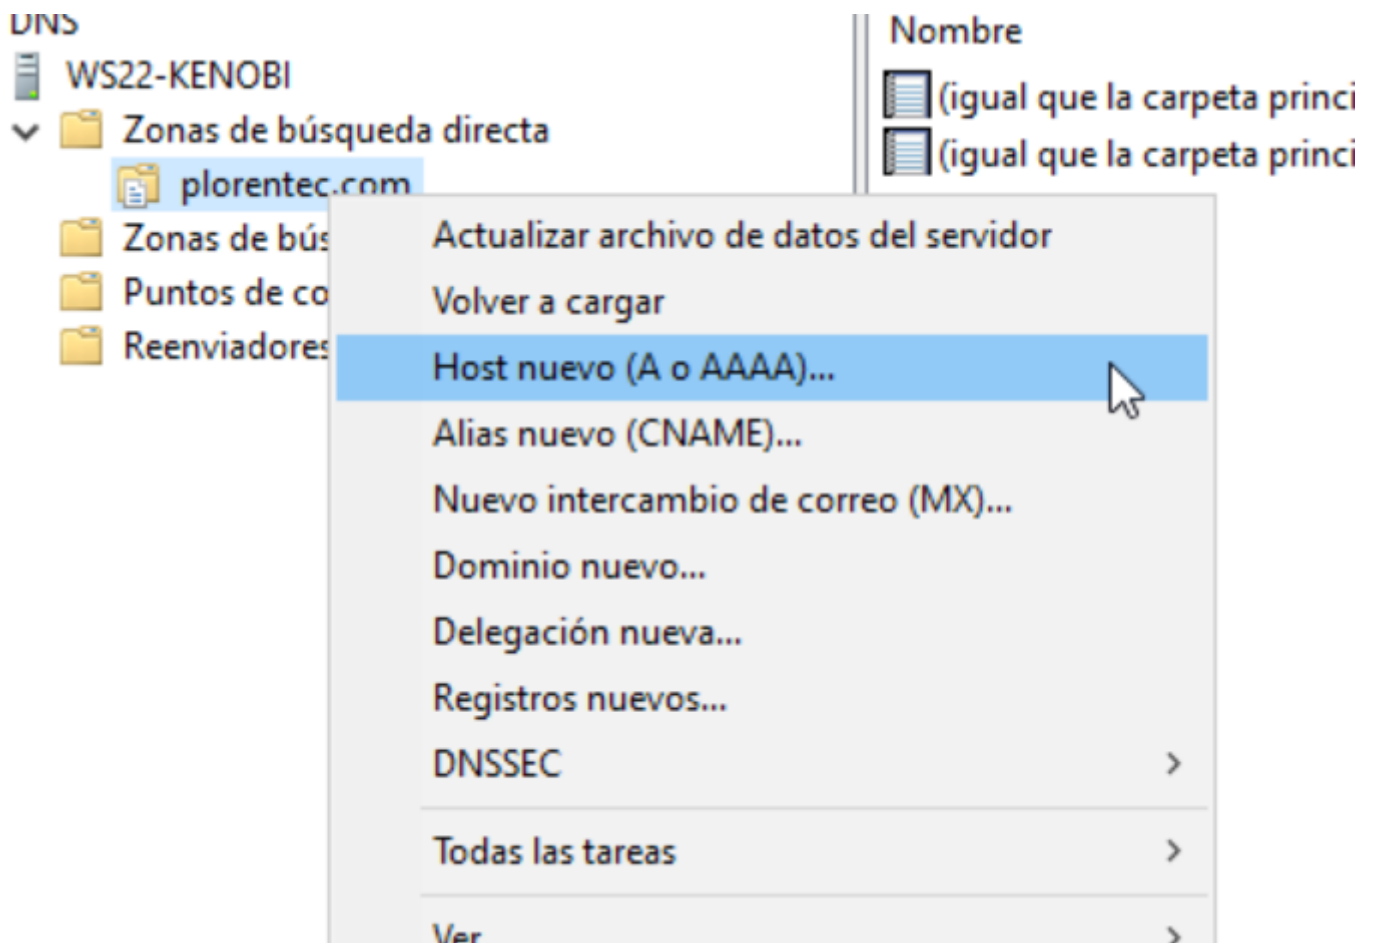 DNS
WS22-KENOBI
Zonas de búsqueda directa
plorentec.com
Zonas de bús
Puntos de co
Reenviadores
Nombre
(igual que la carpeta princi
(igual que la carpeta princi
Actualizar archivo de datos del servidor
Volver a cargar
Host nuevo (A o AAAA)...
Alias nuevo (CNAME)...
Nuevo intercambio de correo (MX)...
Dominio nuevo...
Delegación nueva...
Registros nuevos...
DNSSEC
Todas las tareas
Ver